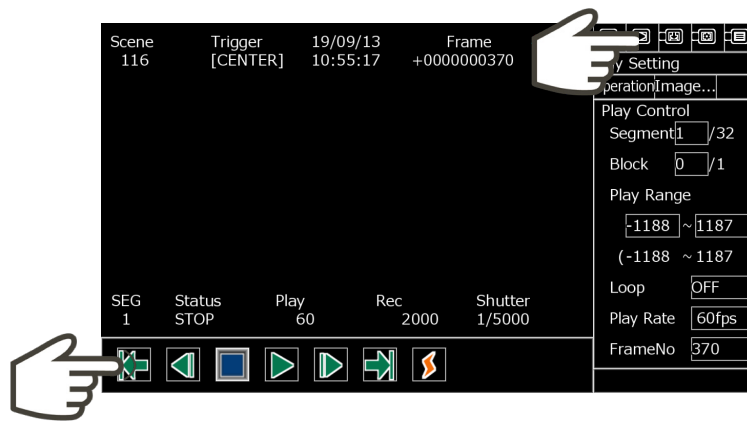 Scene Trigger 19/09/13 Frame
116 [CENTER] 10:55:17 +0000000370
Setting
Image...
Play Control
Segment 1 /32
Block 0 /1
Play Range
-1188 ~ 1187
(-1188 ~ 1187
Loop OFF
Play Rate 60fps
FrameNo 370
SEG Status Play Rec Shutter
1 STOP 60 2000 1/5000